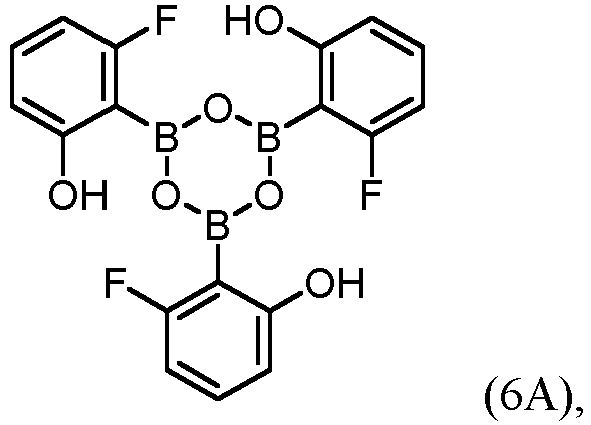 F HO
B O B
OH O O F
B
F OH
(6A),